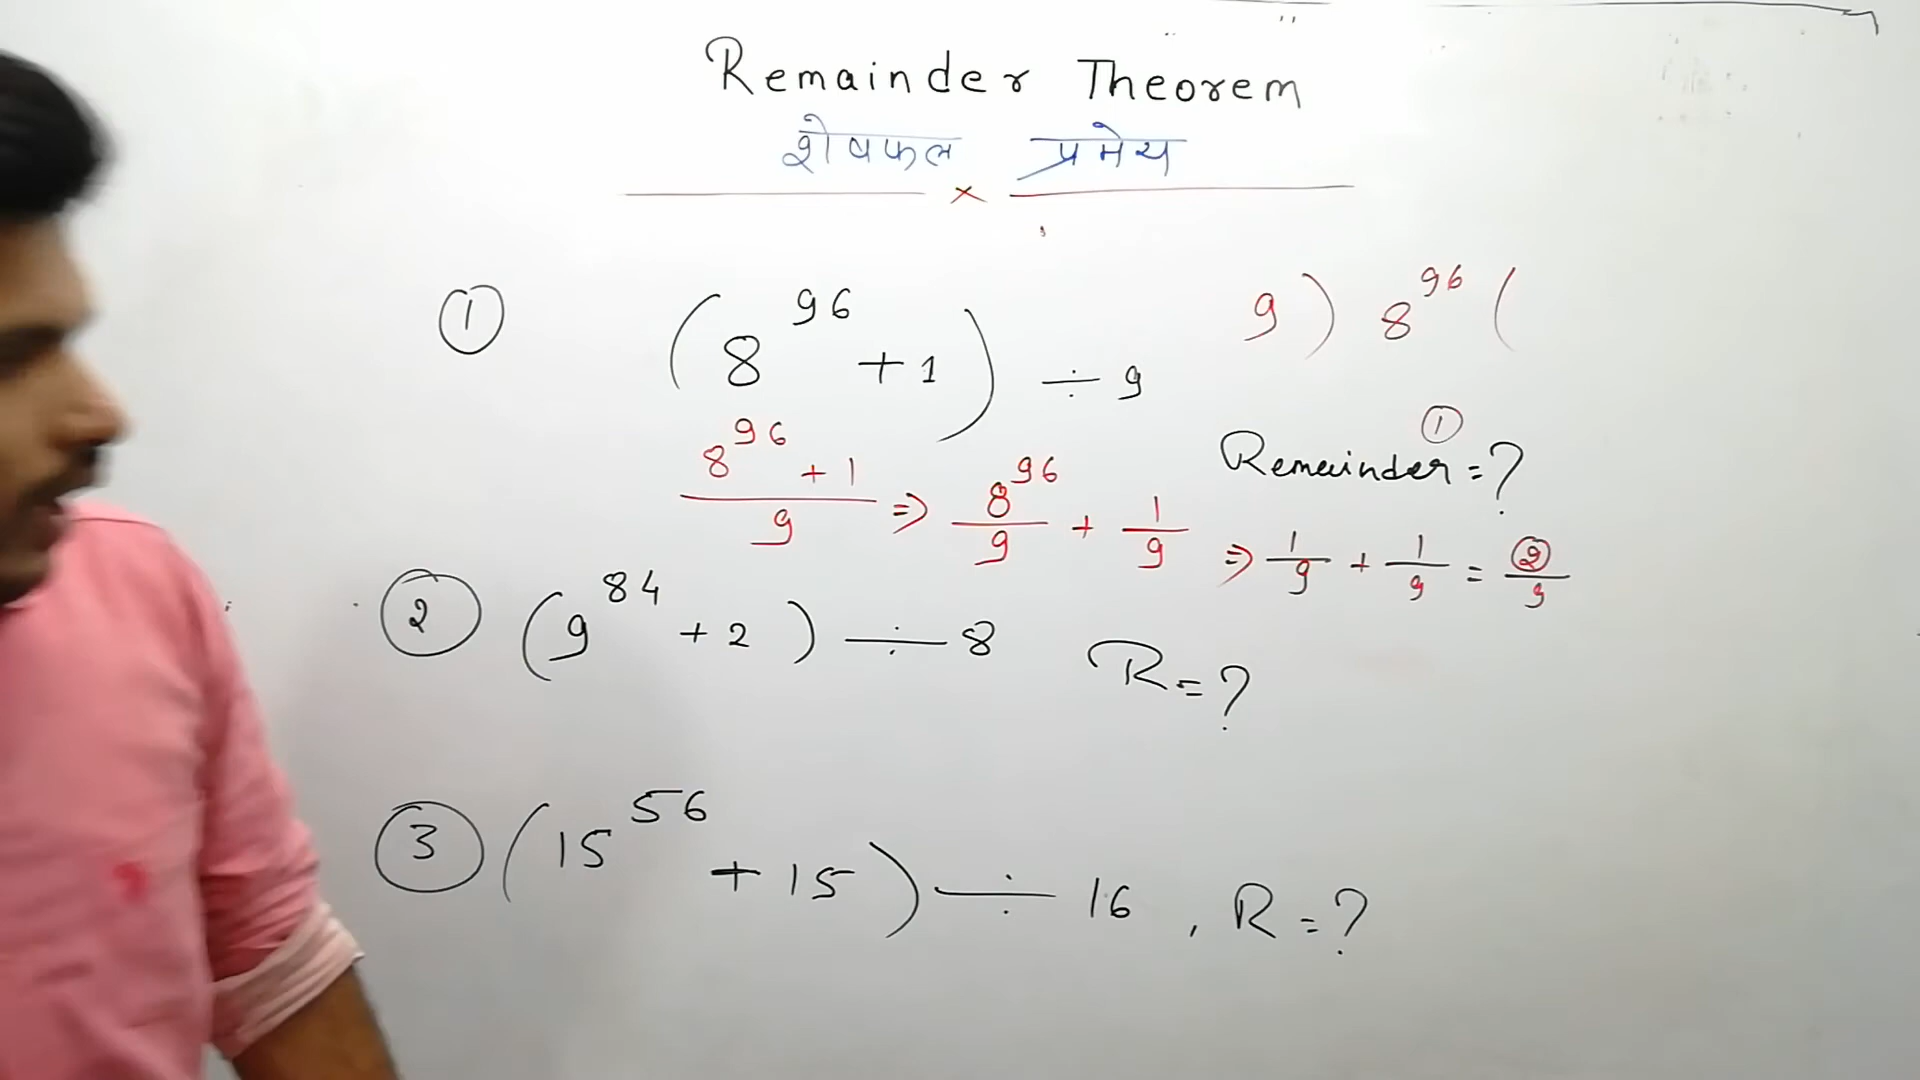 Remainder Theorem
शेषफल प्रमेय
×
① (8^96 + 1) ÷ 9
9 ) 8^96 (
①
Remainder = ?
(8^96 + 1)/9 ⇒ 8^96/9 + 1/9 ⇒ 1/9 + 1/9 = ②/9
② (9^84 + 2) ÷ 8 R = ?
③ (15^56 + 15) ÷ 16 , R = ?